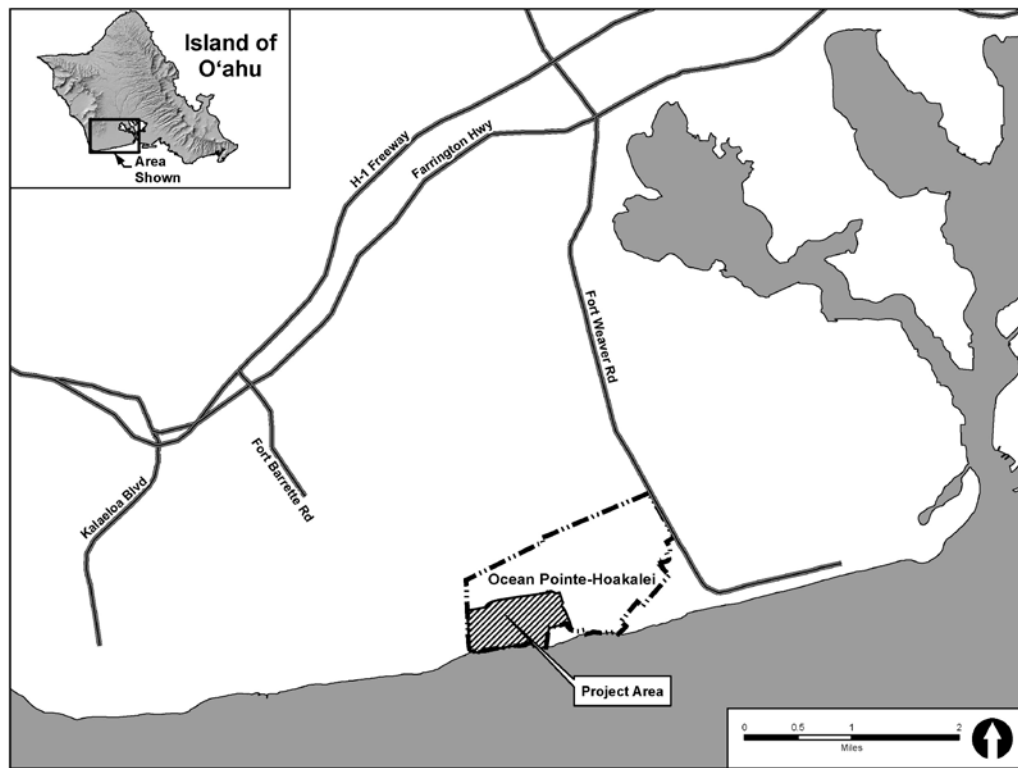 Island of
Oʻahu
Area
Shown
H-1 Freeway
Farrington Hwy
Fort Weaver Rd
Fort Barrette Rd
Kalaeloa Blvd
Ocean Pointe-Hoakalei
Project Area
0 0.5 1 2
Miles